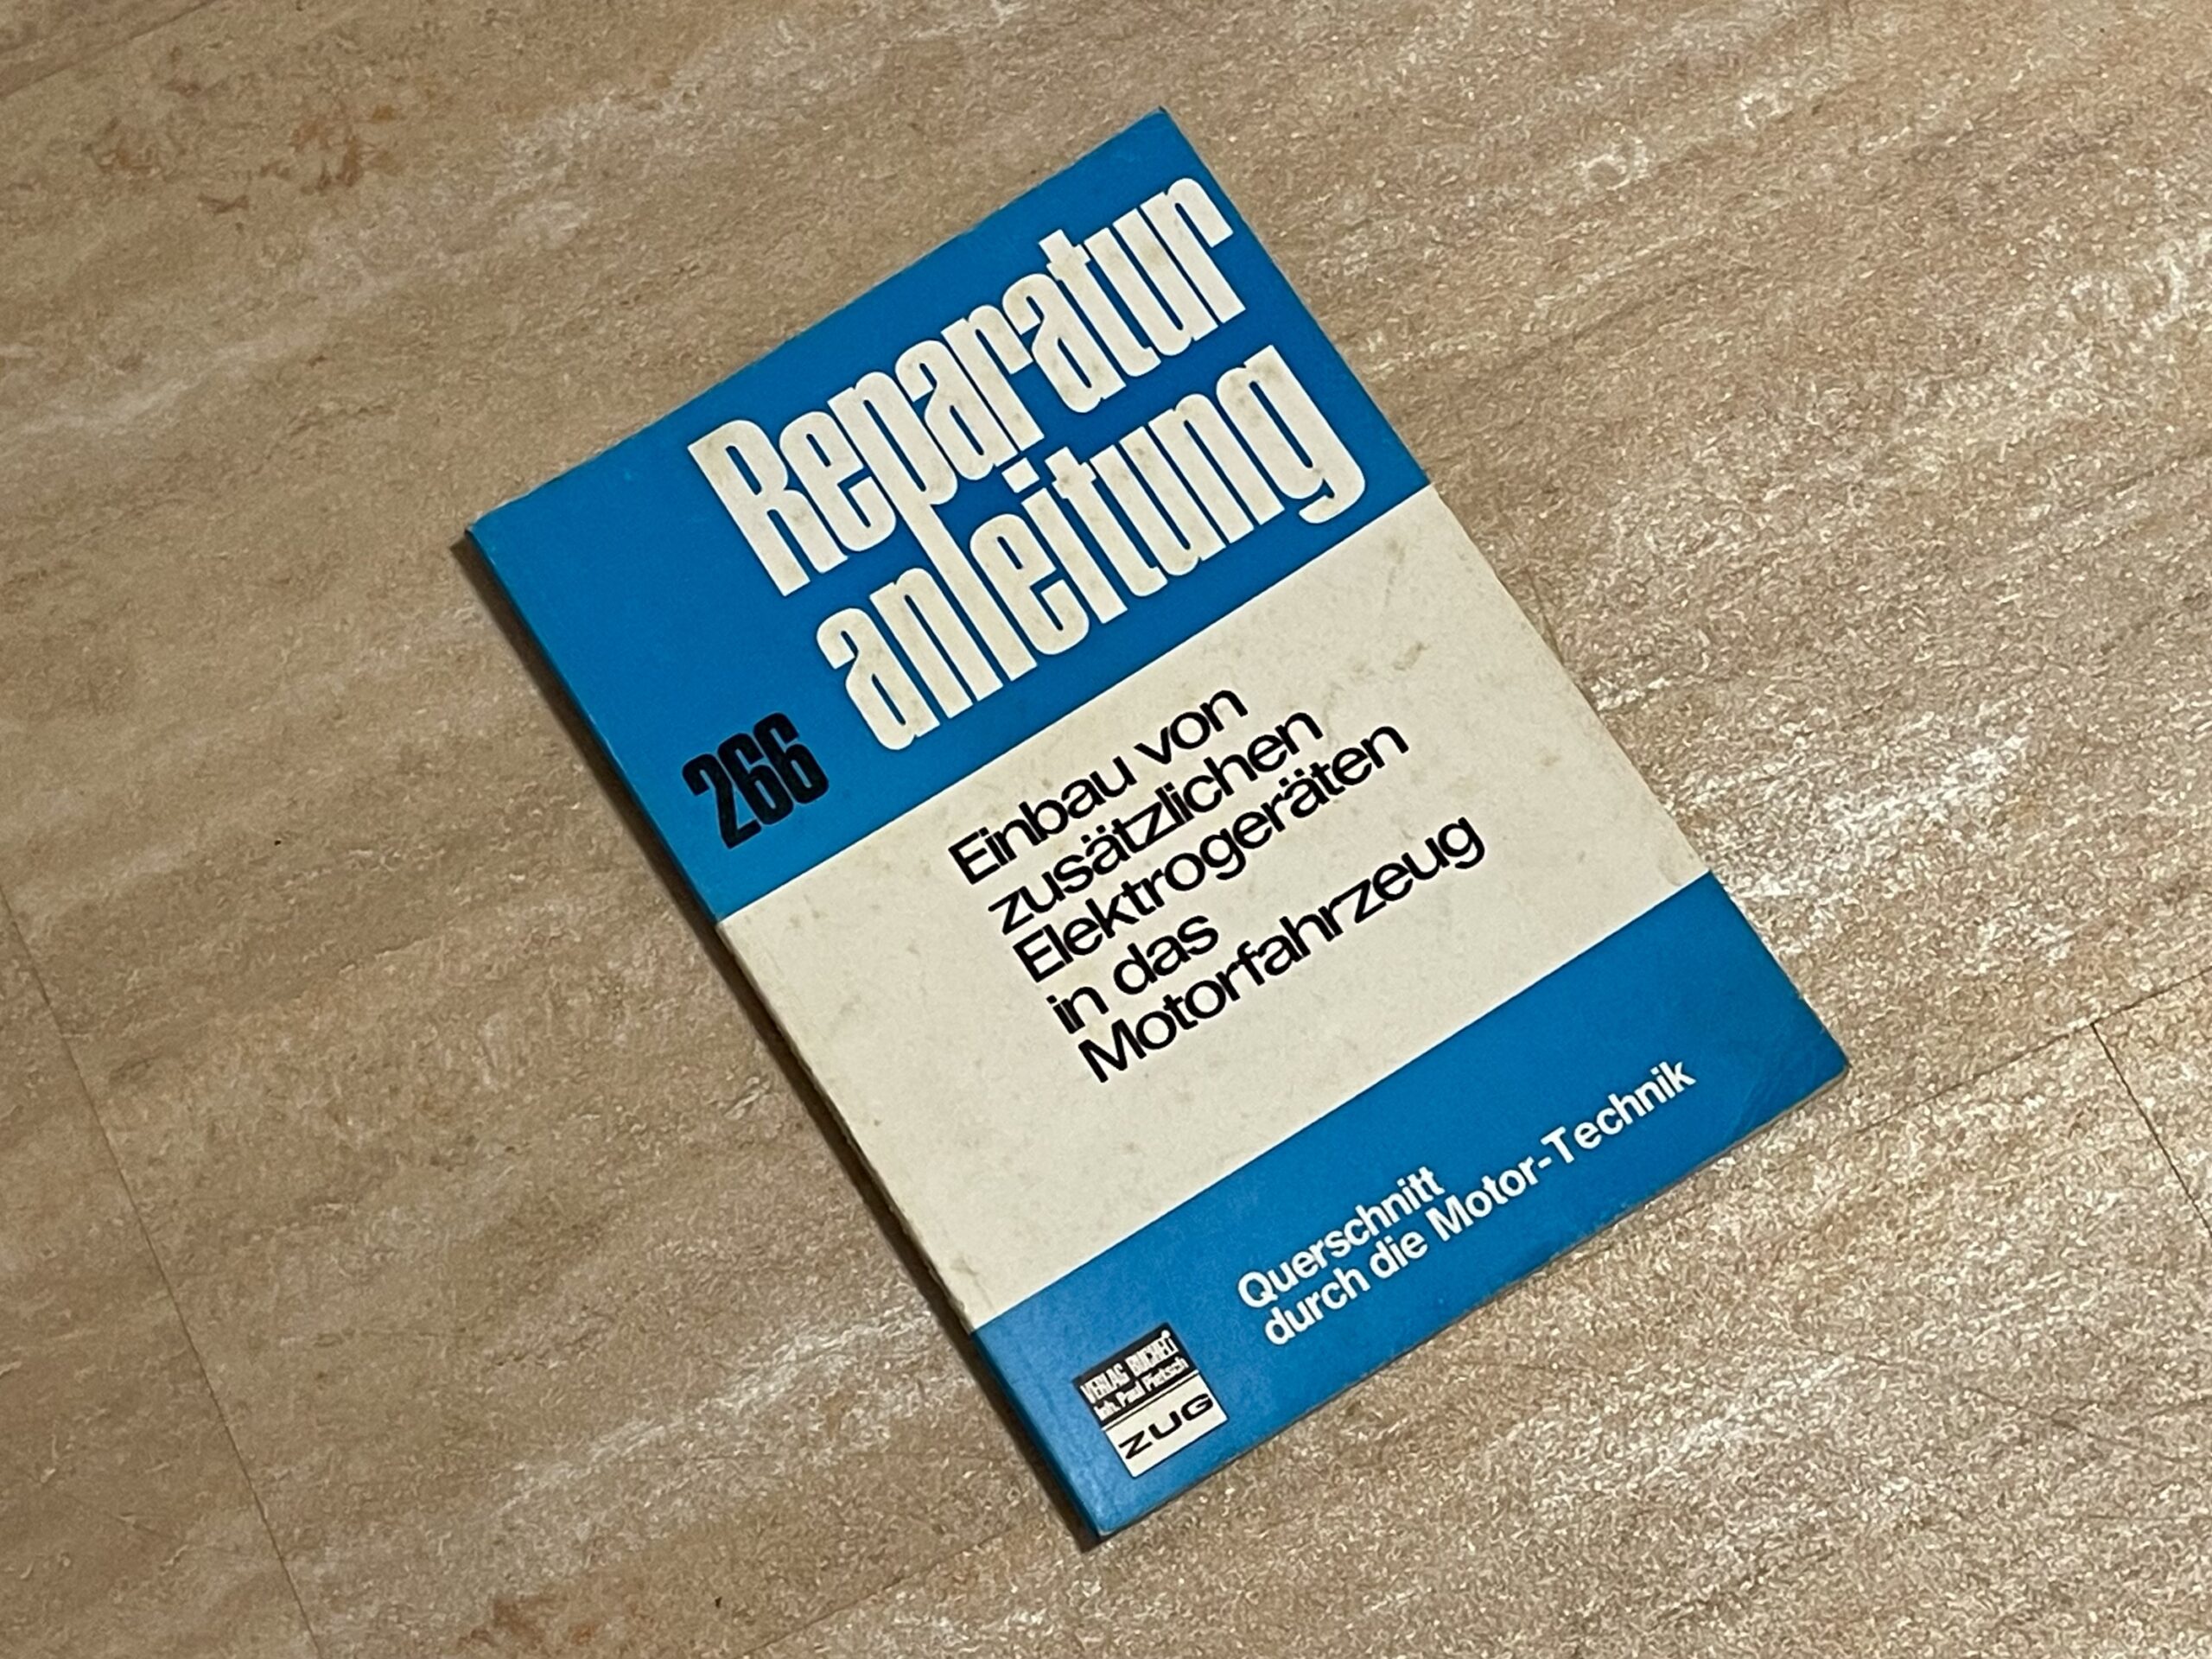 Reparatur
anleitung
266
Einbau von
zusätzlichen
Elektrogeräten
in das
Motorfahrzeug
Querschnitt
durch die Motor-Technik
VERLAG BUCHELI
Inh. Paul Pietsch
ZUG